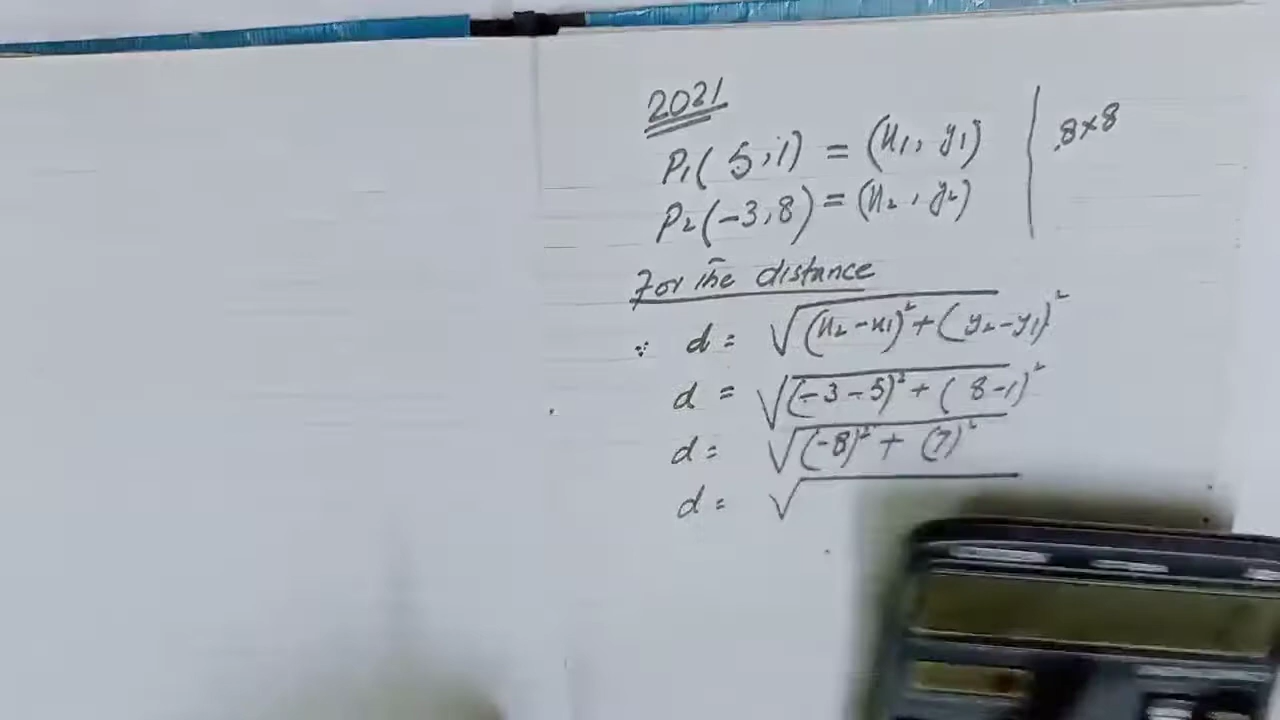 2021
P₁( 5 , 1) = (x₁, y₁)
P₂(-3, 8) = (x₂, y₂)
8×8
For the distance
∵ d = √(x₂-x₁)² + (y₂-y₁)²
d = √(-3-5)² + (8-1)²
d = √(-8)² + (7)²
d = √